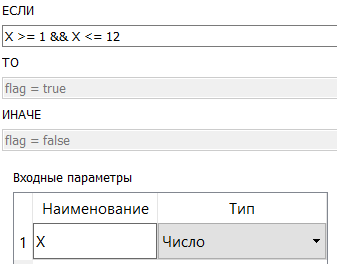 ЕСЛИ
X >= 1 && X <= 12
ТО
flag = true
ИНАЧЕ
flag = false
Входные параметры
Наименование Тип
1 X Число